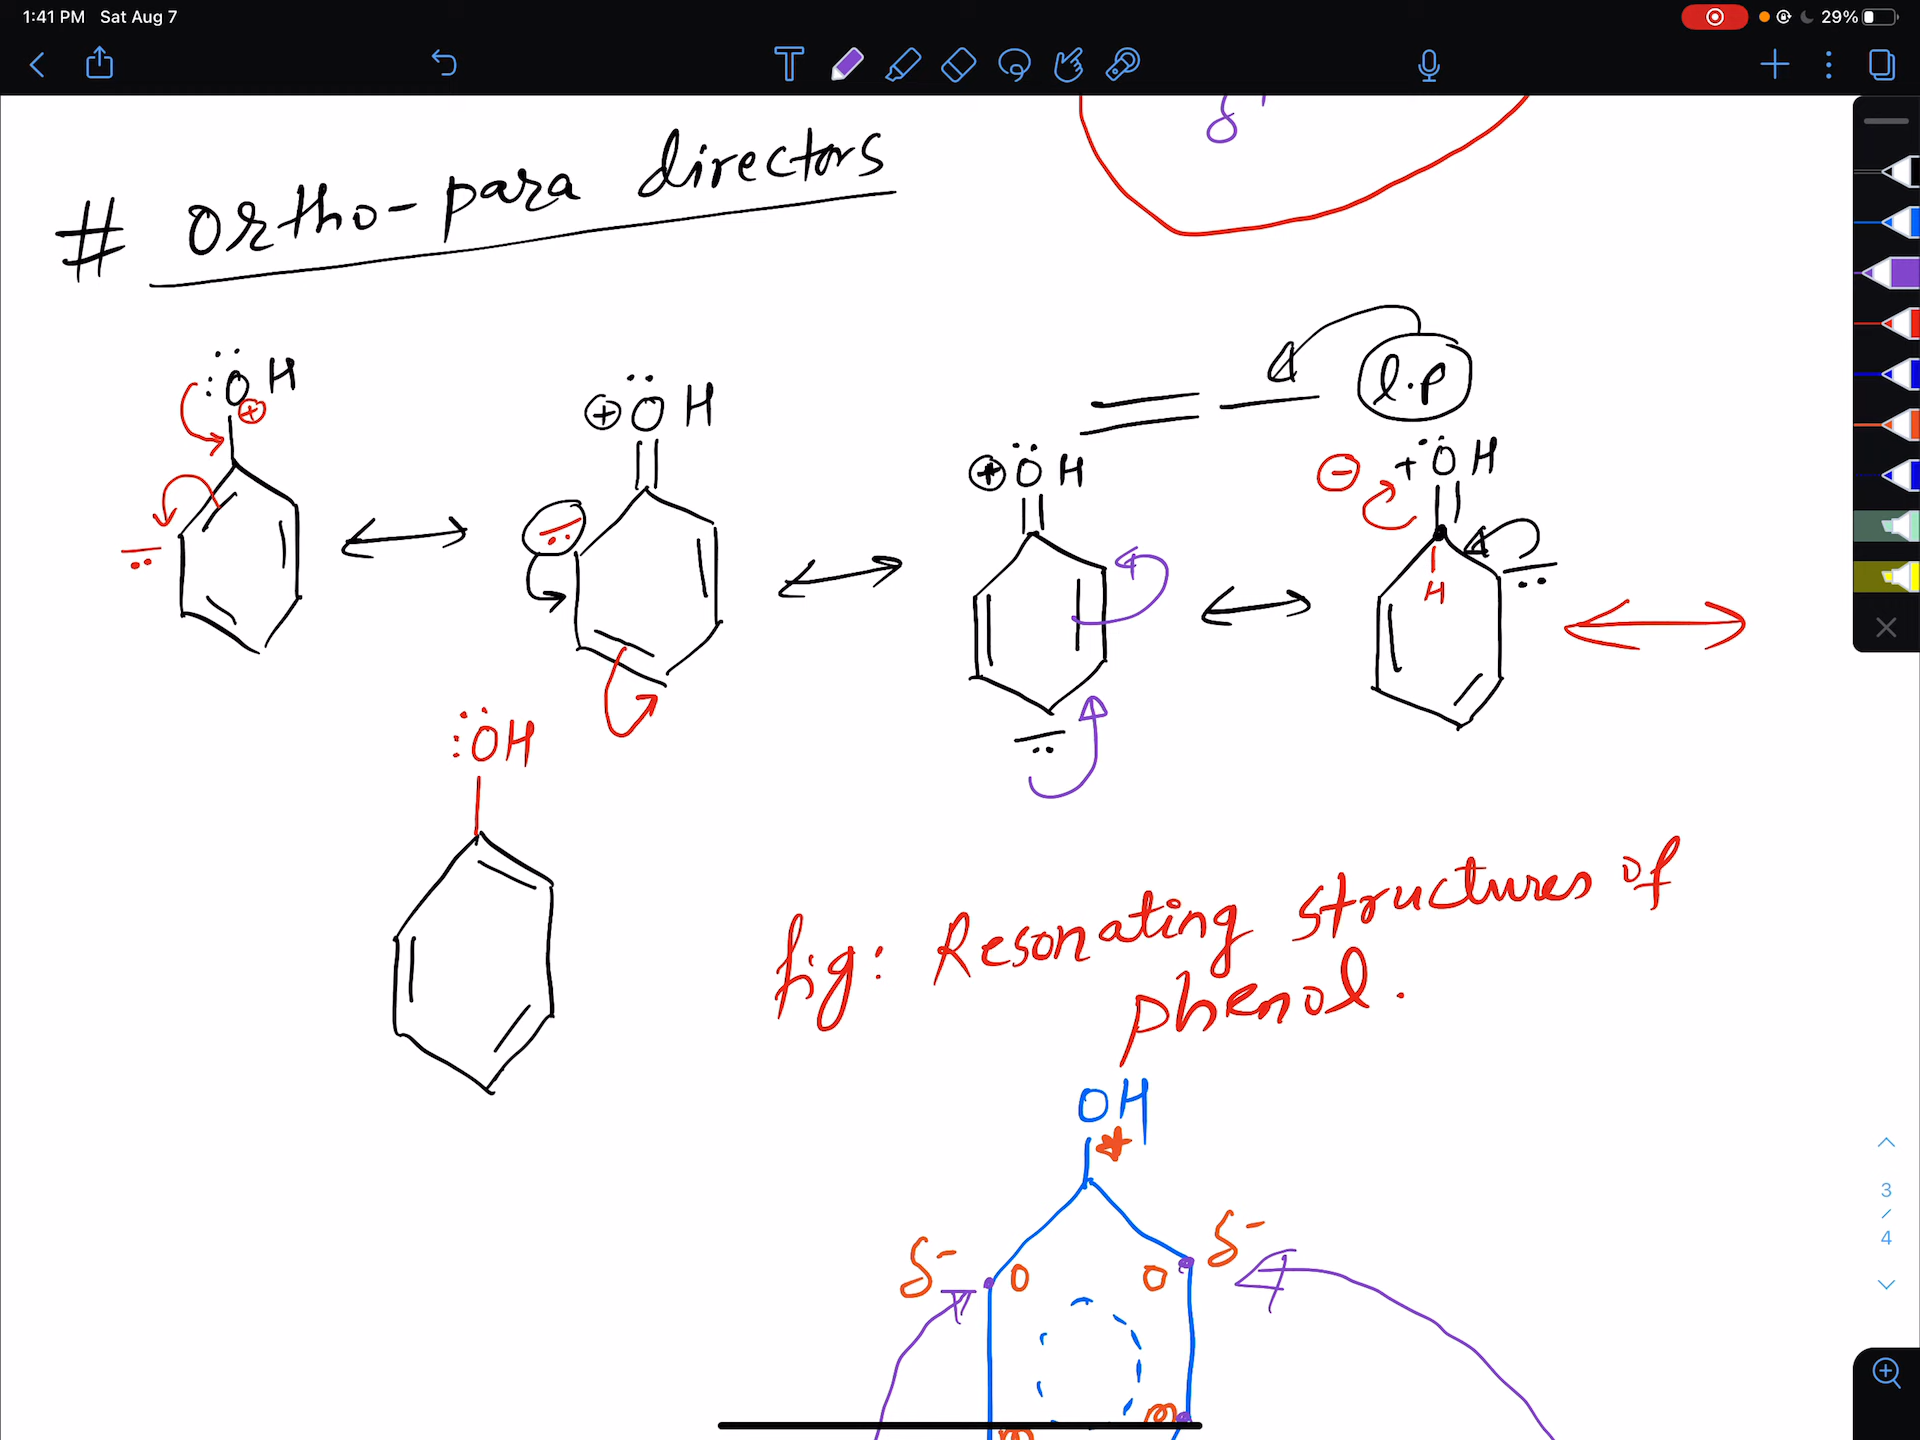 1:41 PM Sat Aug 7
29%
δ
# Ortho-para directors
l.p
:ÖH
⊕
⊕ ÖH
⊕ ÖH
⊖ +ÖH
H
:ÖH
fig: Resonating structures of
phenol.
OH
*
δ-
δ-
o
o
m
m
3
/
4